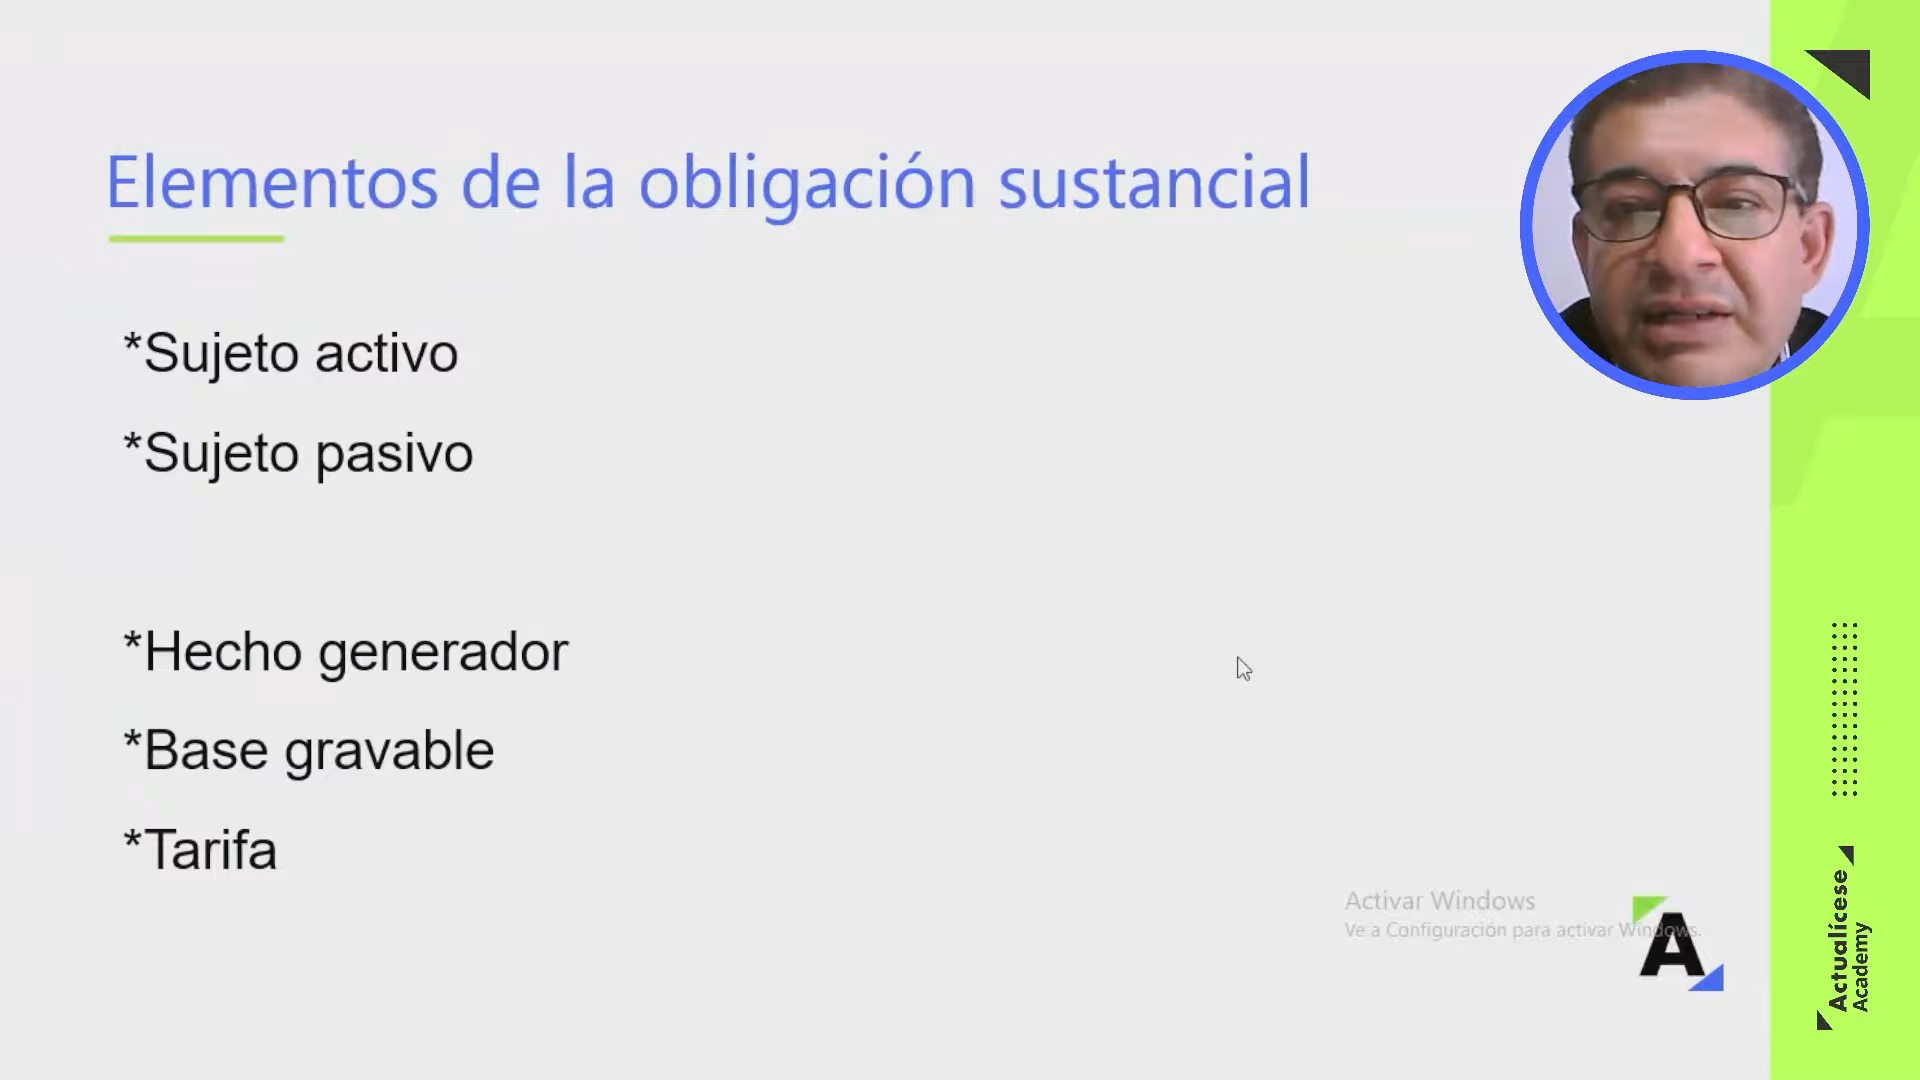 Elementos de la obligación sustancial
*Sujeto activo
*Sujeto pasivo
*Hecho generador
*Base gravable
*Tarifa
Activar Windows
Ve a Configuración para activar Windows.
A
Actualícese
Academy